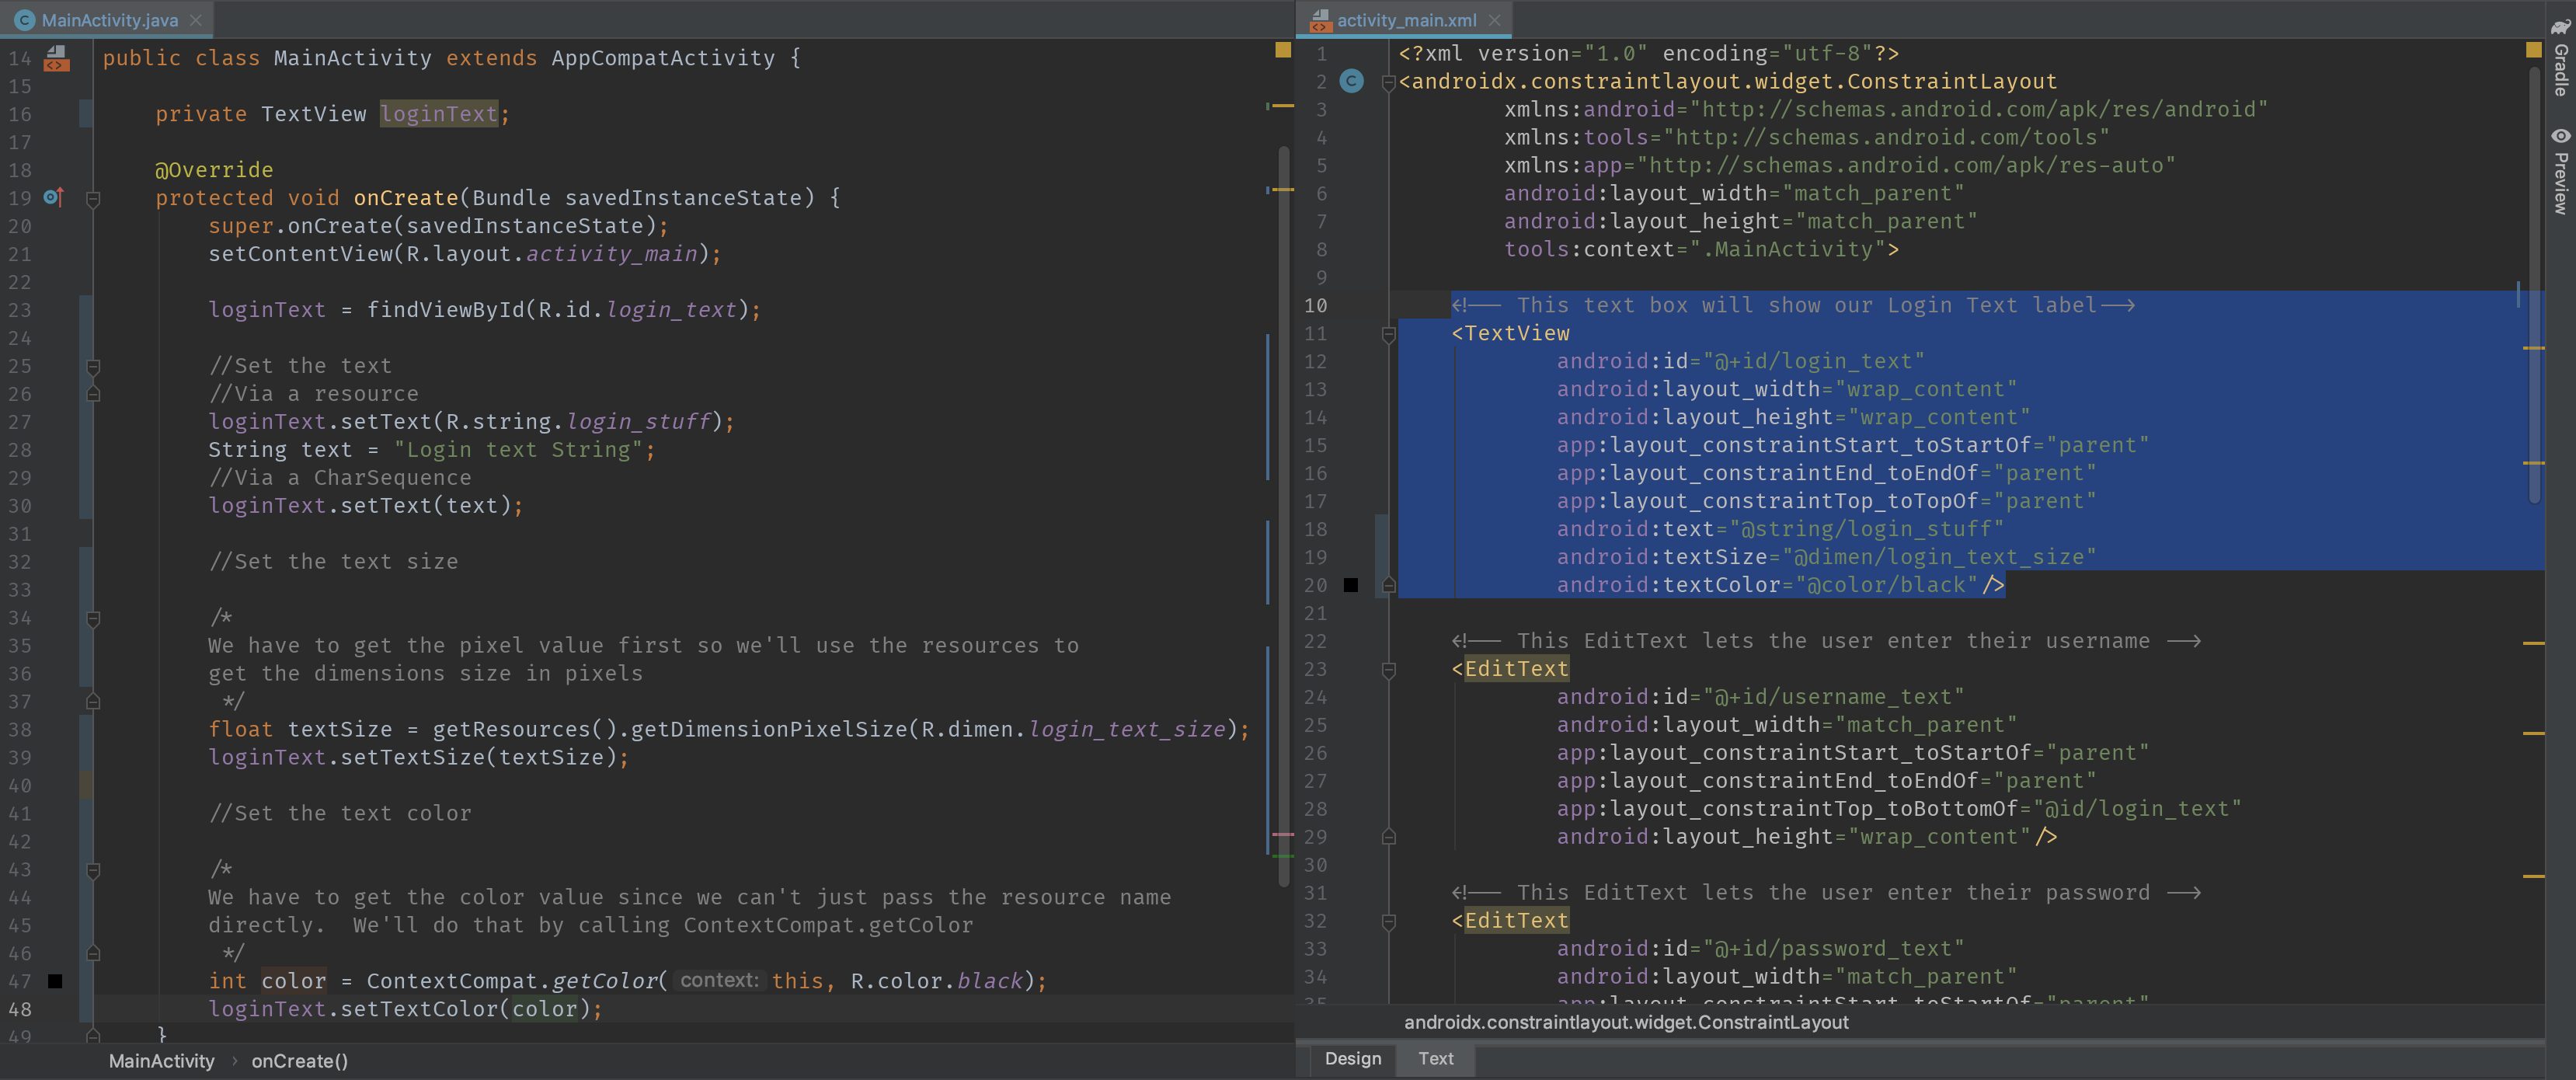 MainActivity.java
14 public class MainActivity extends AppCompatActivity {
15
16 private TextView loginText;
17
18 @Override
19 protected void onCreate(Bundle savedInstanceState) {
20 super.onCreate(savedInstanceState);
21 setContentView(R.layout.activity_main);
22
23 loginText = findViewById(R.id.login_text);
24
25 //Set the text
26 //Via a resource
27 loginText.setText(R.string.login_stuff);
28 String text = "Login text String";
29 //Via a CharSequence
30 loginText.setText(text);
31
32 //Set the text size
33
34 /*
35 We have to get the pixel value first so we'll use the resources to
36 get the dimensions size in pixels
37 */
38 float textSize = getResources().getDimensionPixelSize(R.dimen.login_text_size);
39 loginText.setTextSize(textSize);
40
41 //Set the text color
42
43 /*
44 We have to get the color value since we can't just pass the resource name
45 directly.  We'll do that by calling ContextCompat.getColor
46 */
47 int color = ContextCompat.getColor( context: this, R.color.black);
48 loginText.setTextColor(color);
49 }
MainActivity › onCreate()
activity_main.xml
1 <?xml version="1.0" encoding="utf-8"?>
2 <androidx.constraintlayout.widget.ConstraintLayout
3 xmlns:android="http://schemas.android.com/apk/res/android"
4 xmlns:tools="http://schemas.android.com/tools"
5 xmlns:app="http://schemas.android.com/apk/res-auto"
6 android:layout_width="match_parent"
7 android:layout_height="match_parent"
8 tools:context=".MainActivity">
9
10 <!-- This text box will show our Login Text label-->
11 <TextView
12 android:id="@+id/login_text"
13 android:layout_width="wrap_content"
14 android:layout_height="wrap_content"
15 app:layout_constraintStart_toStartOf="parent"
16 app:layout_constraintEnd_toEndOf="parent"
17 app:layout_constraintTop_toTopOf="parent"
18 android:text="@string/login_stuff"
19 android:textSize="@dimen/login_text_size"
20 android:textColor="@color/black"/>
21
22 <!-- This EditText lets the user enter their username -->
23 <EditText
24 android:id="@+id/username_text"
25 android:layout_width="match_parent"
26 app:layout_constraintStart_toStartOf="parent"
27 app:layout_constraintEnd_toEndOf="parent"
28 app:layout_constraintTop_toBottomOf="@id/login_text"
29 android:layout_height="wrap_content"/>
30
31 <!-- This EditText lets the user enter their password -->
32 <EditText
33 android:id="@+id/password_text"
34 android:layout_width="match_parent"
35 app:layout_constraintStart_toStartOf="parent"
androidx.constraintlayout.widget.ConstraintLayout
Design Text
Gradle
Preview